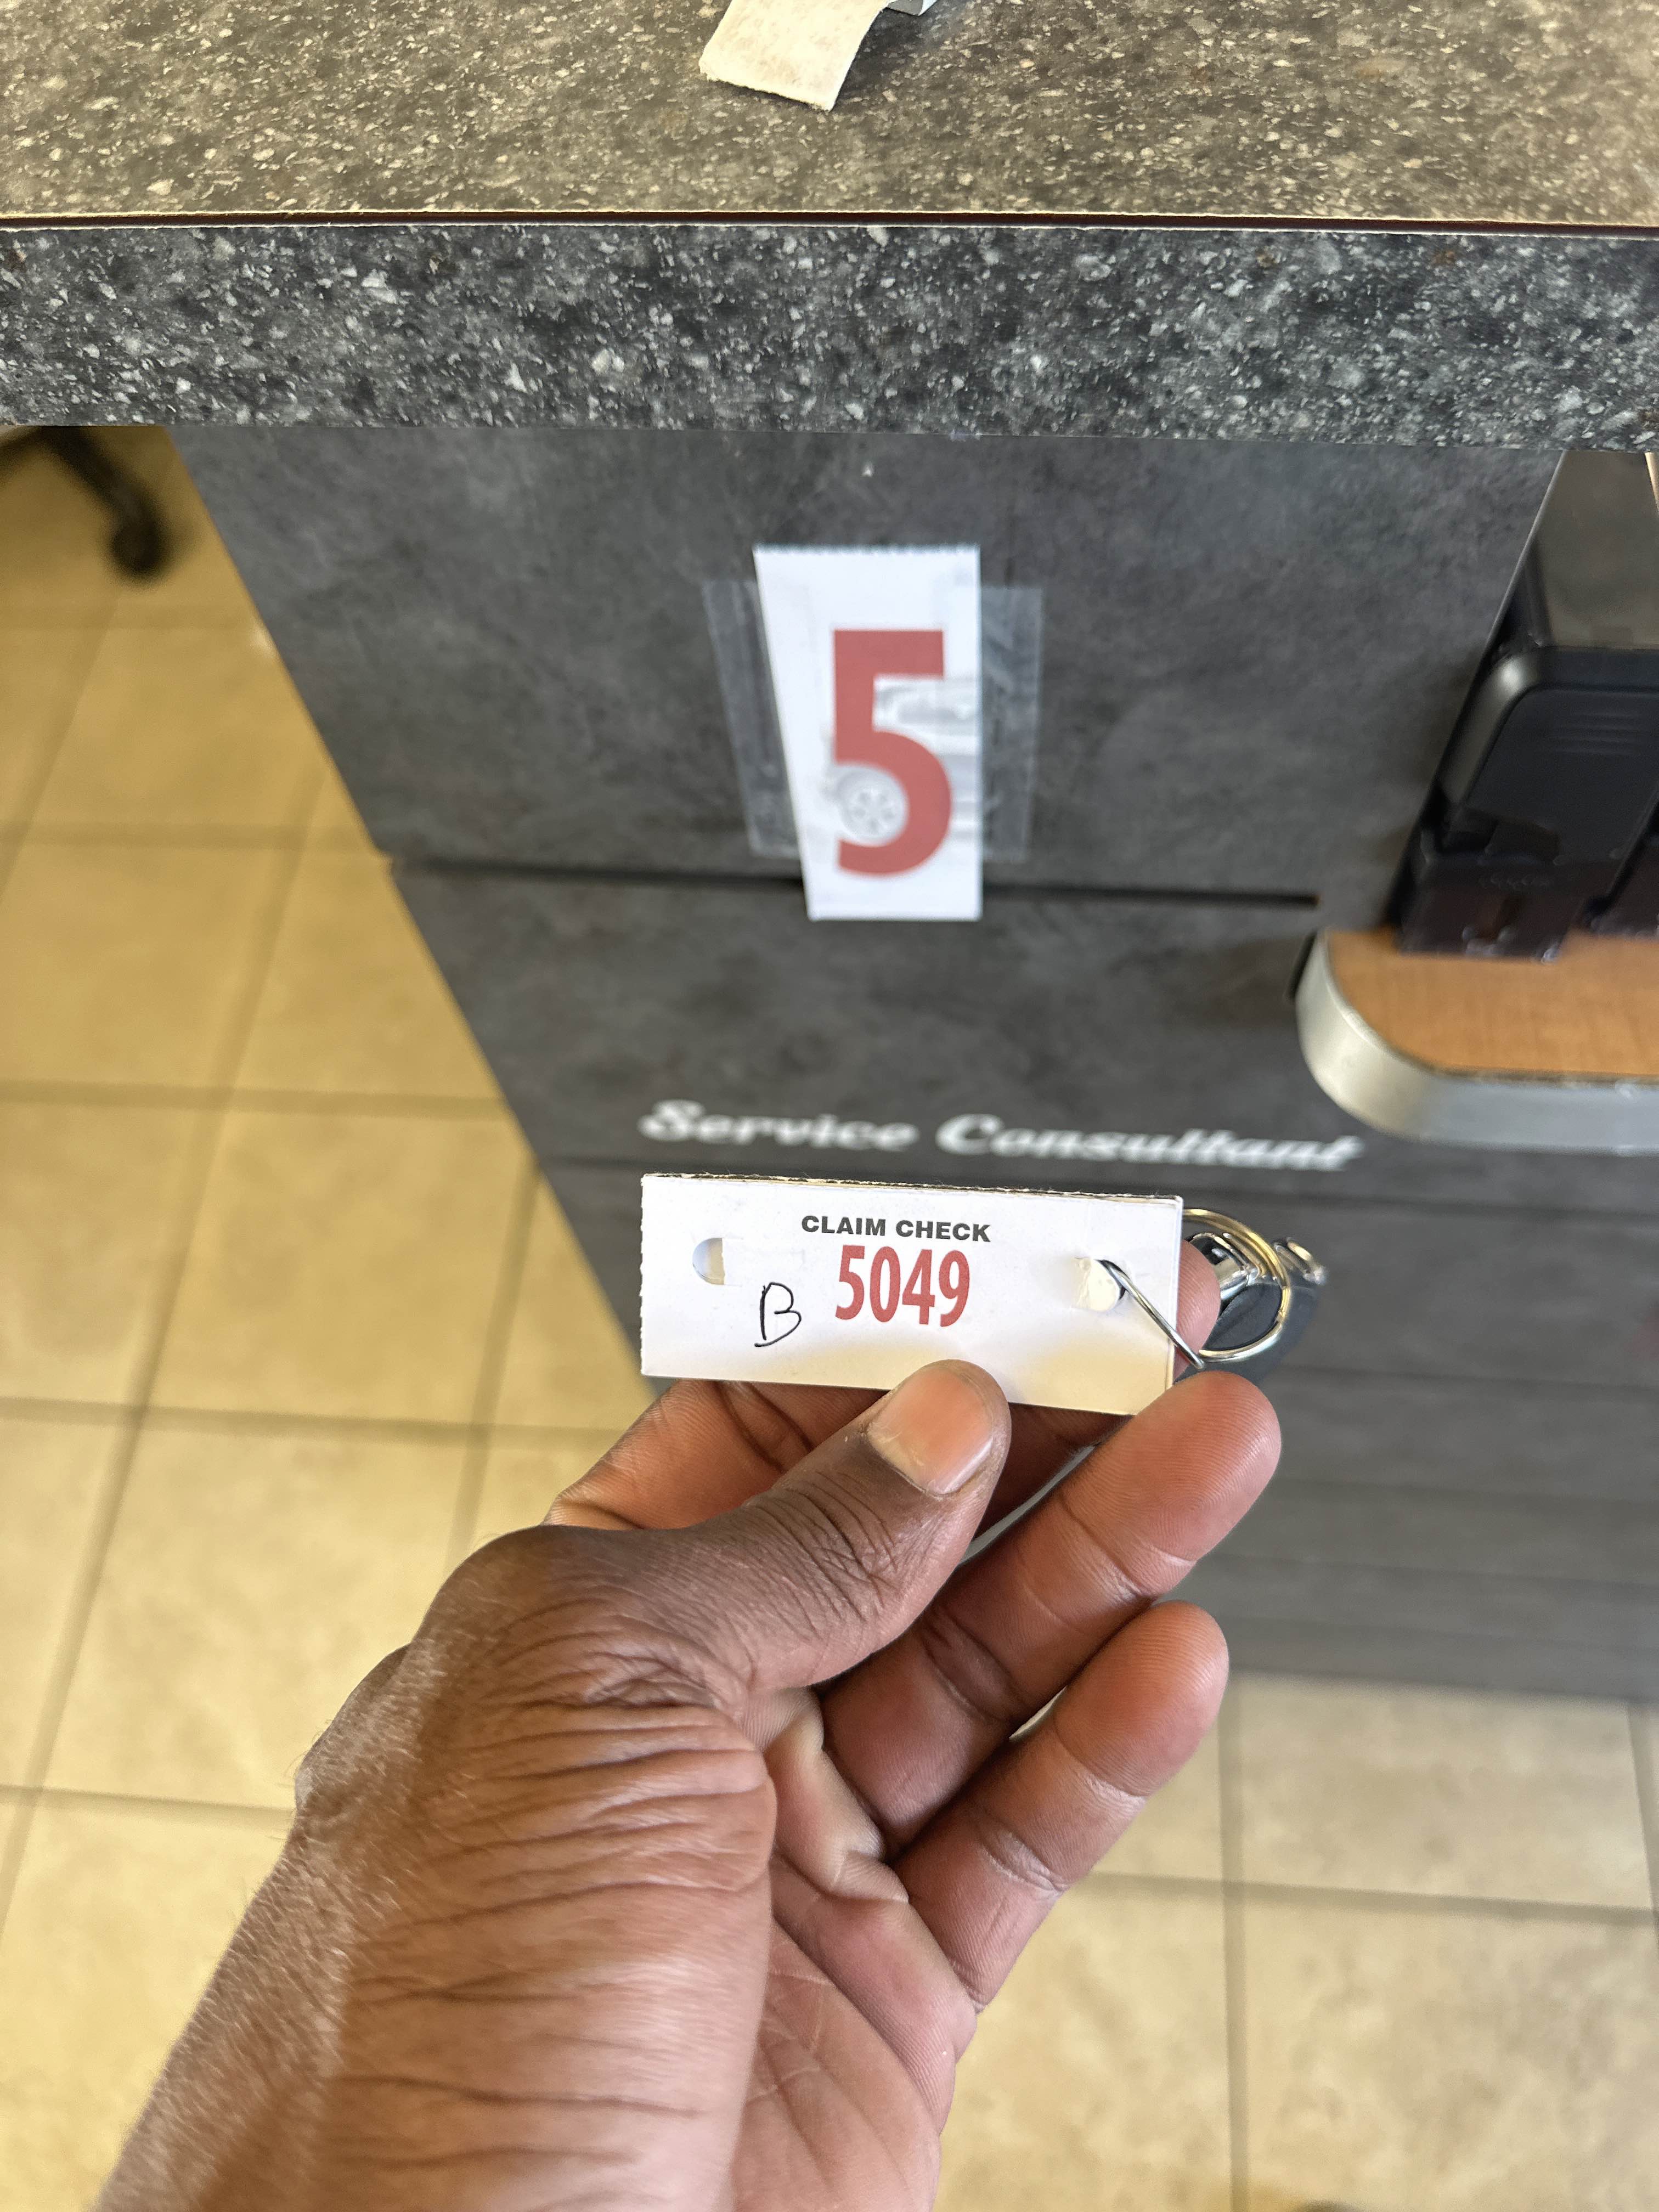 5
Service Consultant
CLAIM CHECK
5049
B